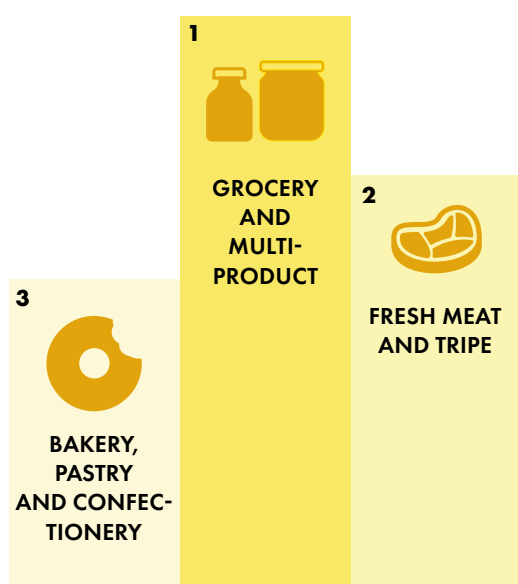 1
GROCERY
AND
MULTI-
PRODUCT
2
FRESH MEAT
AND TRIPE
3
BAKERY,
PASTRY
AND CONFEC-
TIONERY